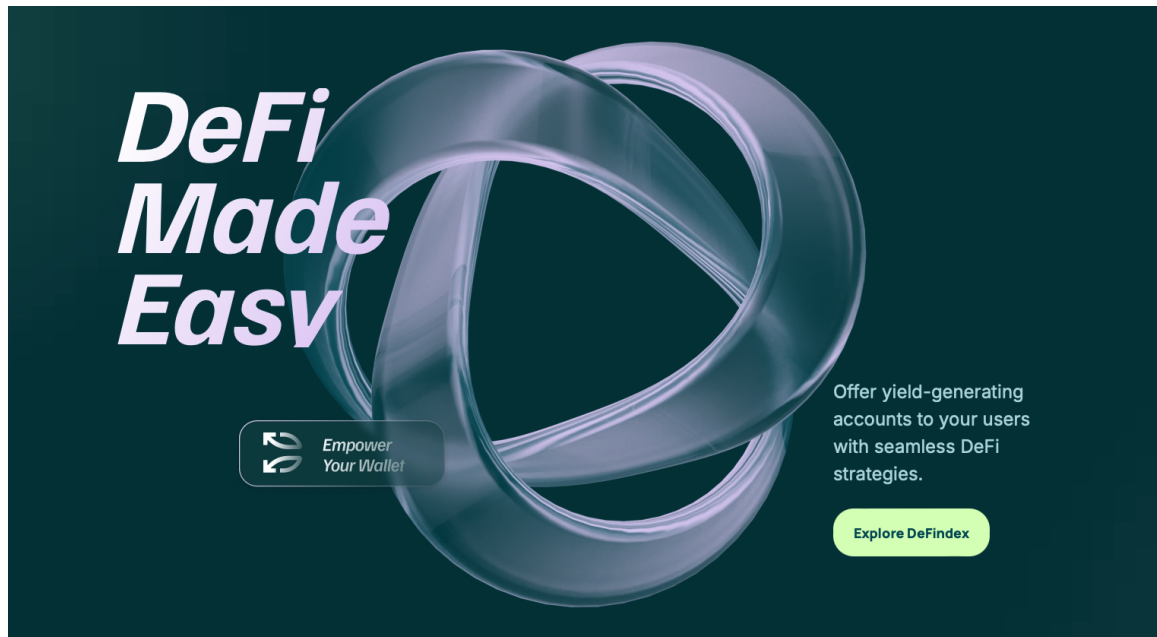 DeFi
Made
Easy
Empower
Your Wallet
Offer yield-generating
accounts to your users
with seamless DeFi
strategies.
Explore DeFindex